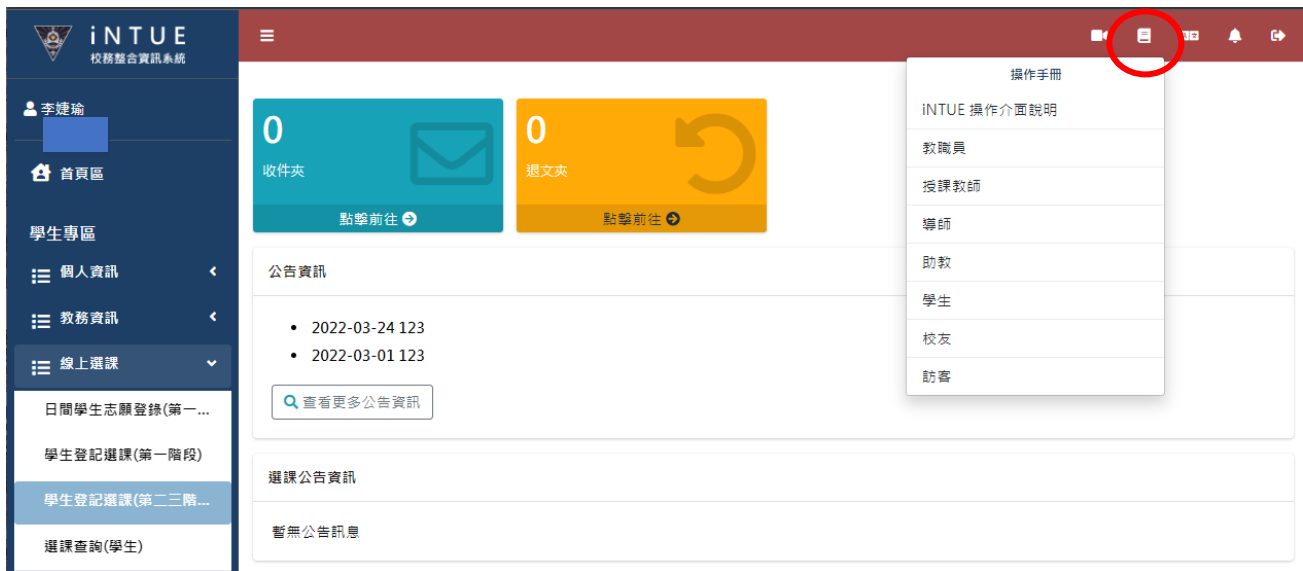 iNTUE
校務整合資訊系統
李婕瑜
首頁區
學生專區
個人資訊
教務資訊
線上選課
日間學生志願登錄(第一...
學生登記選課(第一階段)
學生登記選課(第二三階...
選課查詢(學生)
0
收件夾
點擊前往
0
退文夾
點擊前往
公告資訊
2022-03-24 123
2022-03-01 123
查看更多公告資訊
選課公告資訊
暫無公告訊息
操作手冊
iNTUE 操作介面說明
教職員
授課教師
導師
助教
學生
校友
訪客